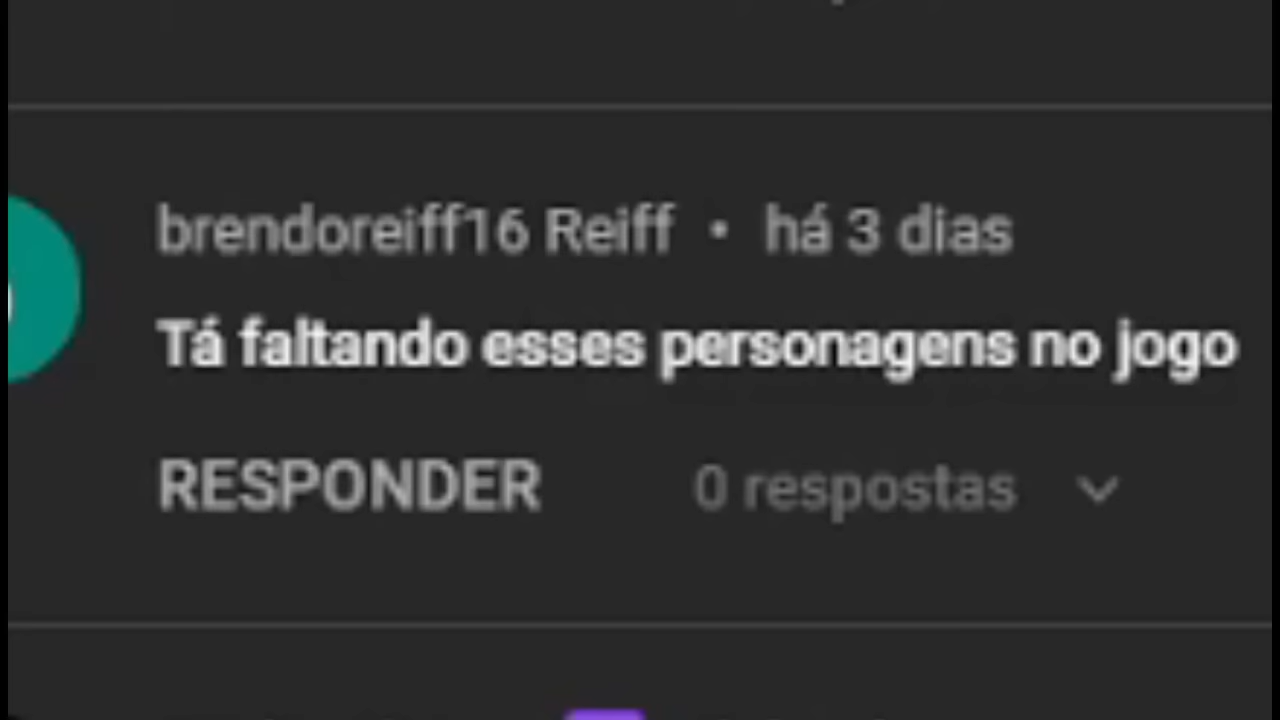 brendoreiff16 Reiff • há 3 dias
Tá faltando esses personagens no jogo
RESPONDER 0 respostas